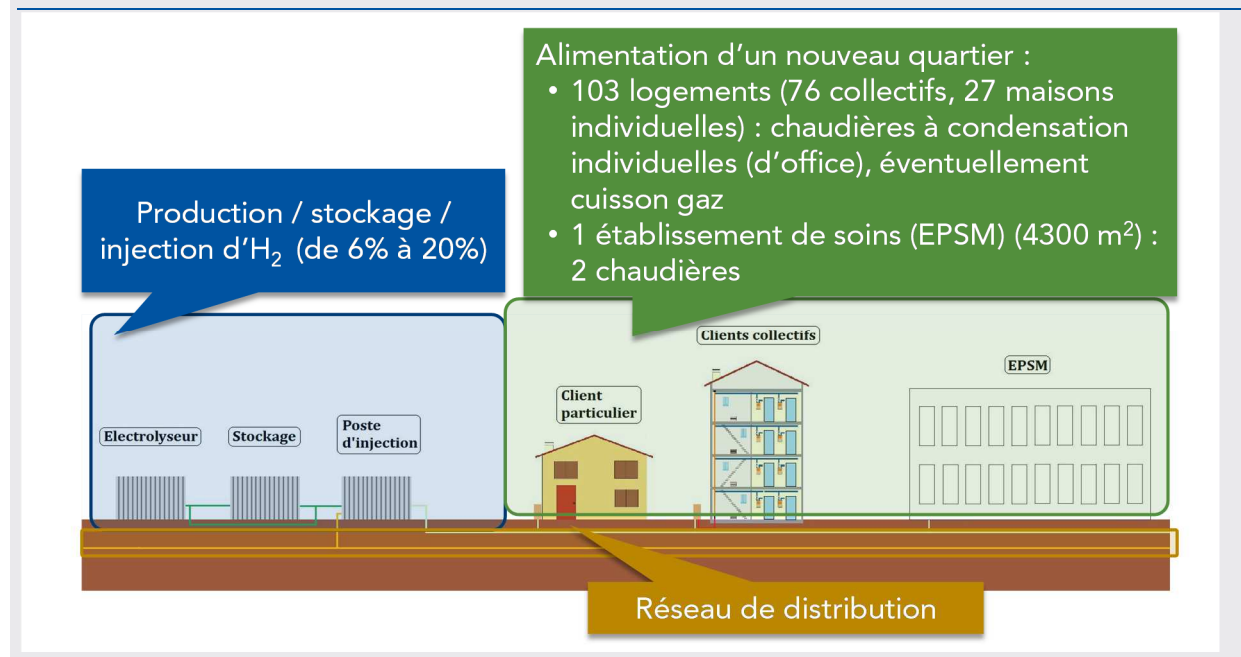 Alimentation d’un nouveau quartier :
• 103 logements (76 collectifs, 27 maisons
individuelles) : chaudières à condensation
individuelles (d’office), éventuellement
cuisson gaz
• 1 établissement de soins (EPSM) (4300 m²) :
2 chaudières
Production / stockage /
injection d’H₂ (de 6% à 20%)
Clients collectifs
EPSM
Client
particulier
Electrolyseur
Stockage
Poste
d'injection
Réseau de distribution